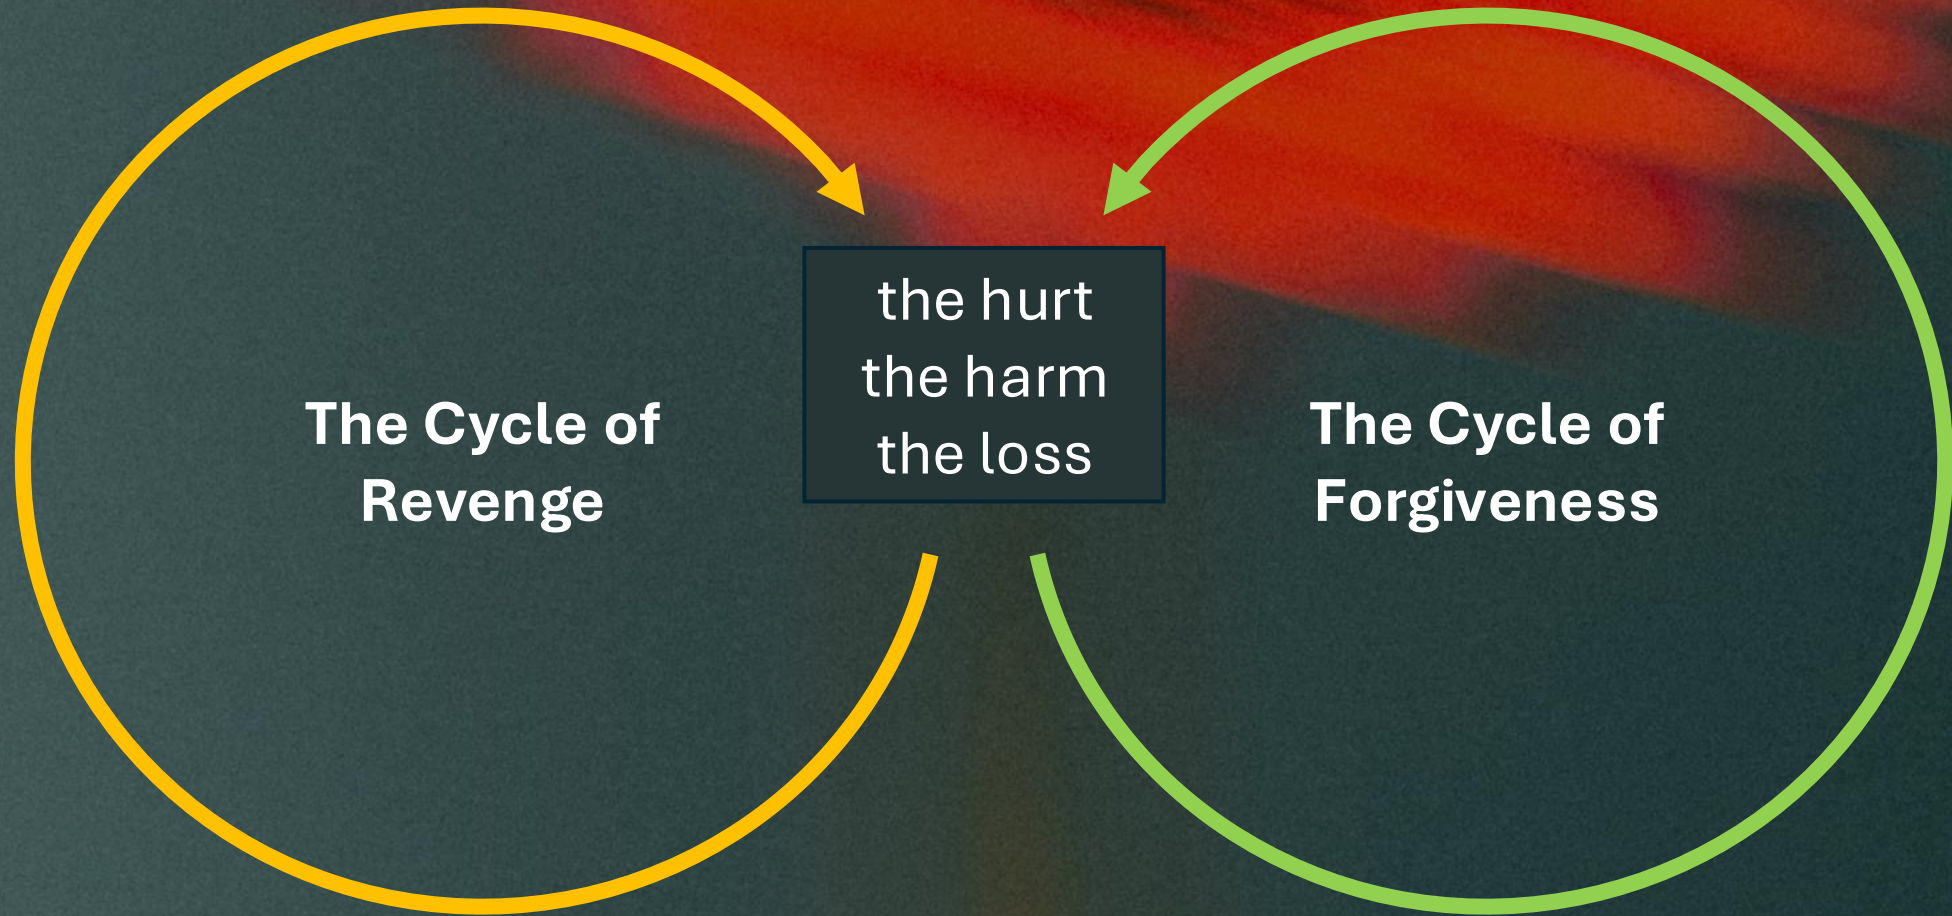 The Cycle of
Revenge
the hurt
the harm
the loss
The Cycle of
Forgiveness